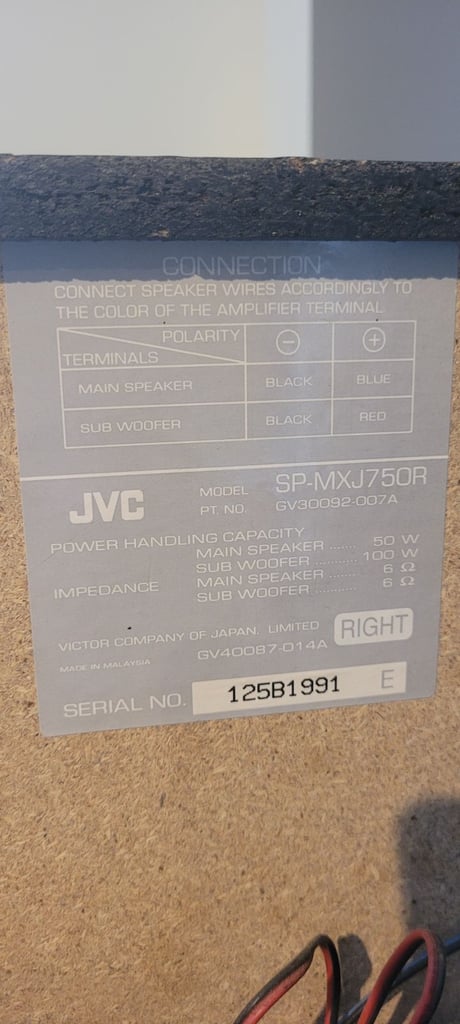 CONNECTION
CONNECT SPEAKER WIRES ACCORDINGLY TO
THE COLOR OF THE AMPLIFIER TERMINAL
POLARITY ⊖ ⊕
TERMINALS
MAIN SPEAKER BLACK BLUE
SUB WOOFER BLACK RED
JVC MODEL SP-MXJ750R
PT. NO. GV30092-007A
POWER HANDLING CAPACITY
MAIN SPEAKER ....... 50 W
SUB WOOFER ........... 100 W
IMPEDANCE MAIN SPEAKER ....... 6 Ω
SUB WOOFER ........... 6 Ω
VICTOR COMPANY OF JAPAN, LIMITED RIGHT
MADE IN MALAYSIA GV40087-014A
SERIAL NO. 125B1991 E